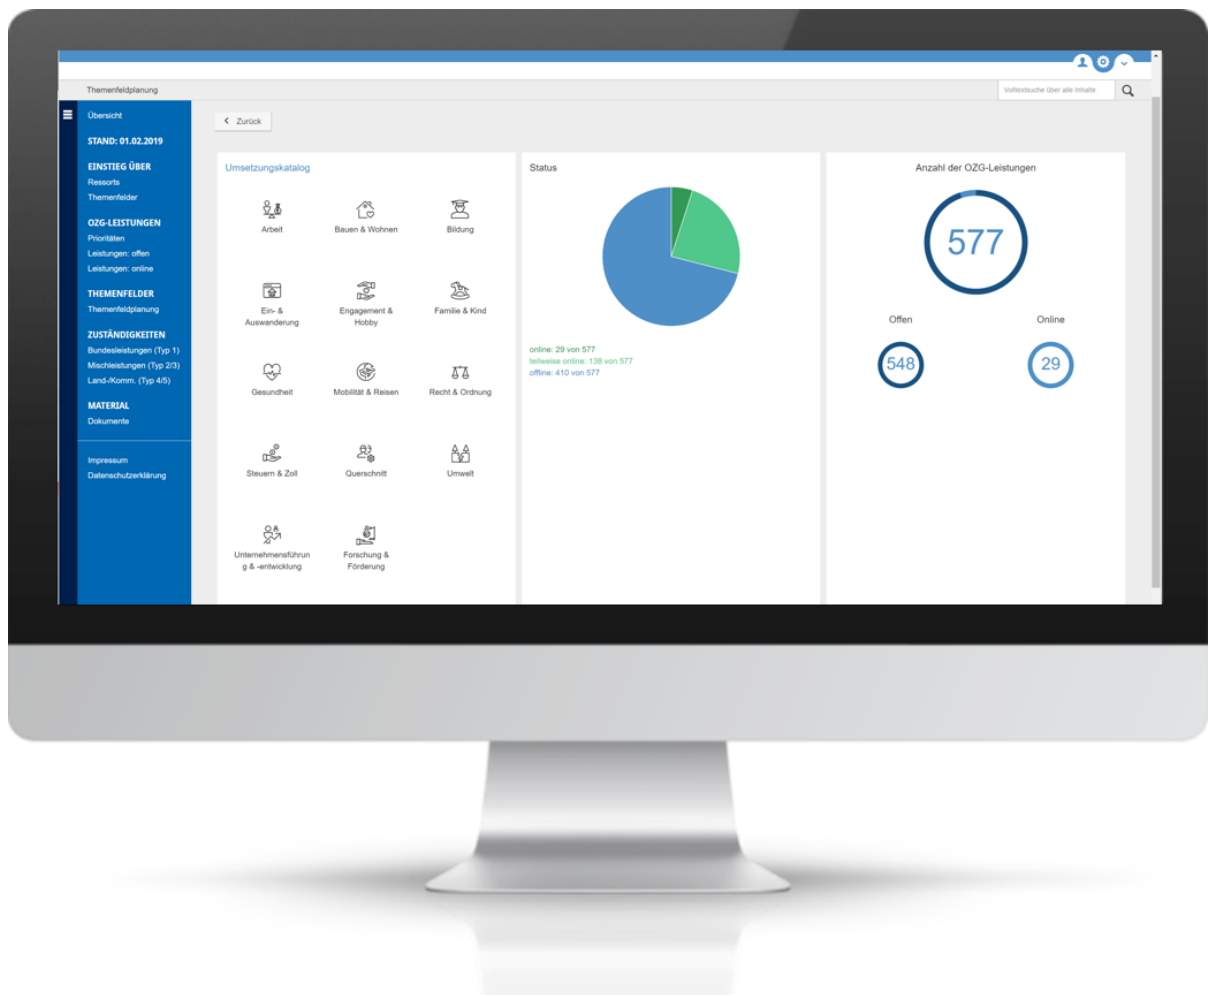 Themenfeldplanung
Volltextsuche über alle Inhalte
Übersicht
STAND: 01.02.2019
EINSTIEG ÜBER
Ressorts
Themenfelder
OZG-LEISTUNGEN
Prioritäten
Leistungen: offen
Leistungen: online
THEMENFELDER
Themenfeldplanung
ZUSTÄNDIGKEITEN
Bundesleistungen (Typ 1)
Mischleistungen (Typ 2/3)
Land-/Komm. (Typ 4/5)
MATERIAL
Dokumente
Impressum
Datenschutzerklärung
Zurück
Umsetzungskatalog
Arbeit
Bauen & Wohnen
Bildung
Ein- &
Auswanderung
Engagement &
Hobby
Familie & Kind
Gesundheit
Mobilität & Reisen
Recht & Ordnung
Steuern & Zoll
Querschnitt
Umwelt
Unternehmensführun
g & -entwicklung
Forschung &
Förderung
Status
online: 29 von 577
teilweise online: 138 von 577
offline: 410 von 577
Anzahl der OZG-Leistungen
577
Offen
Online
548
29